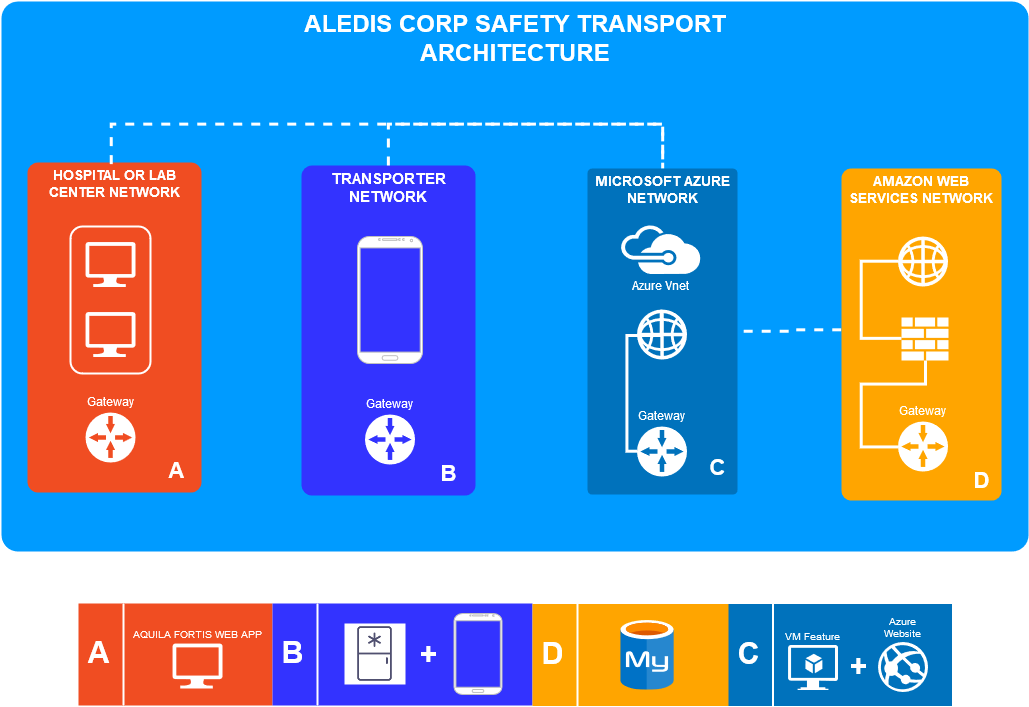 ALEDIS CORP SAFETY TRANSPORT
ARCHITECTURE
HOSPITAL OR LAB
CENTER NETWORK
Gateway
A
TRANSPORTER
NETWORK
Gateway
B
MICROSOFT AZURE
NETWORK
Azure Vnet
Gateway
C
AMAZON WEB
SERVICES NETWORK
Gateway
D
A
AQUILA FORTIS WEB APP
B
+
D
My
C
VM Feature
+
Azure
Website